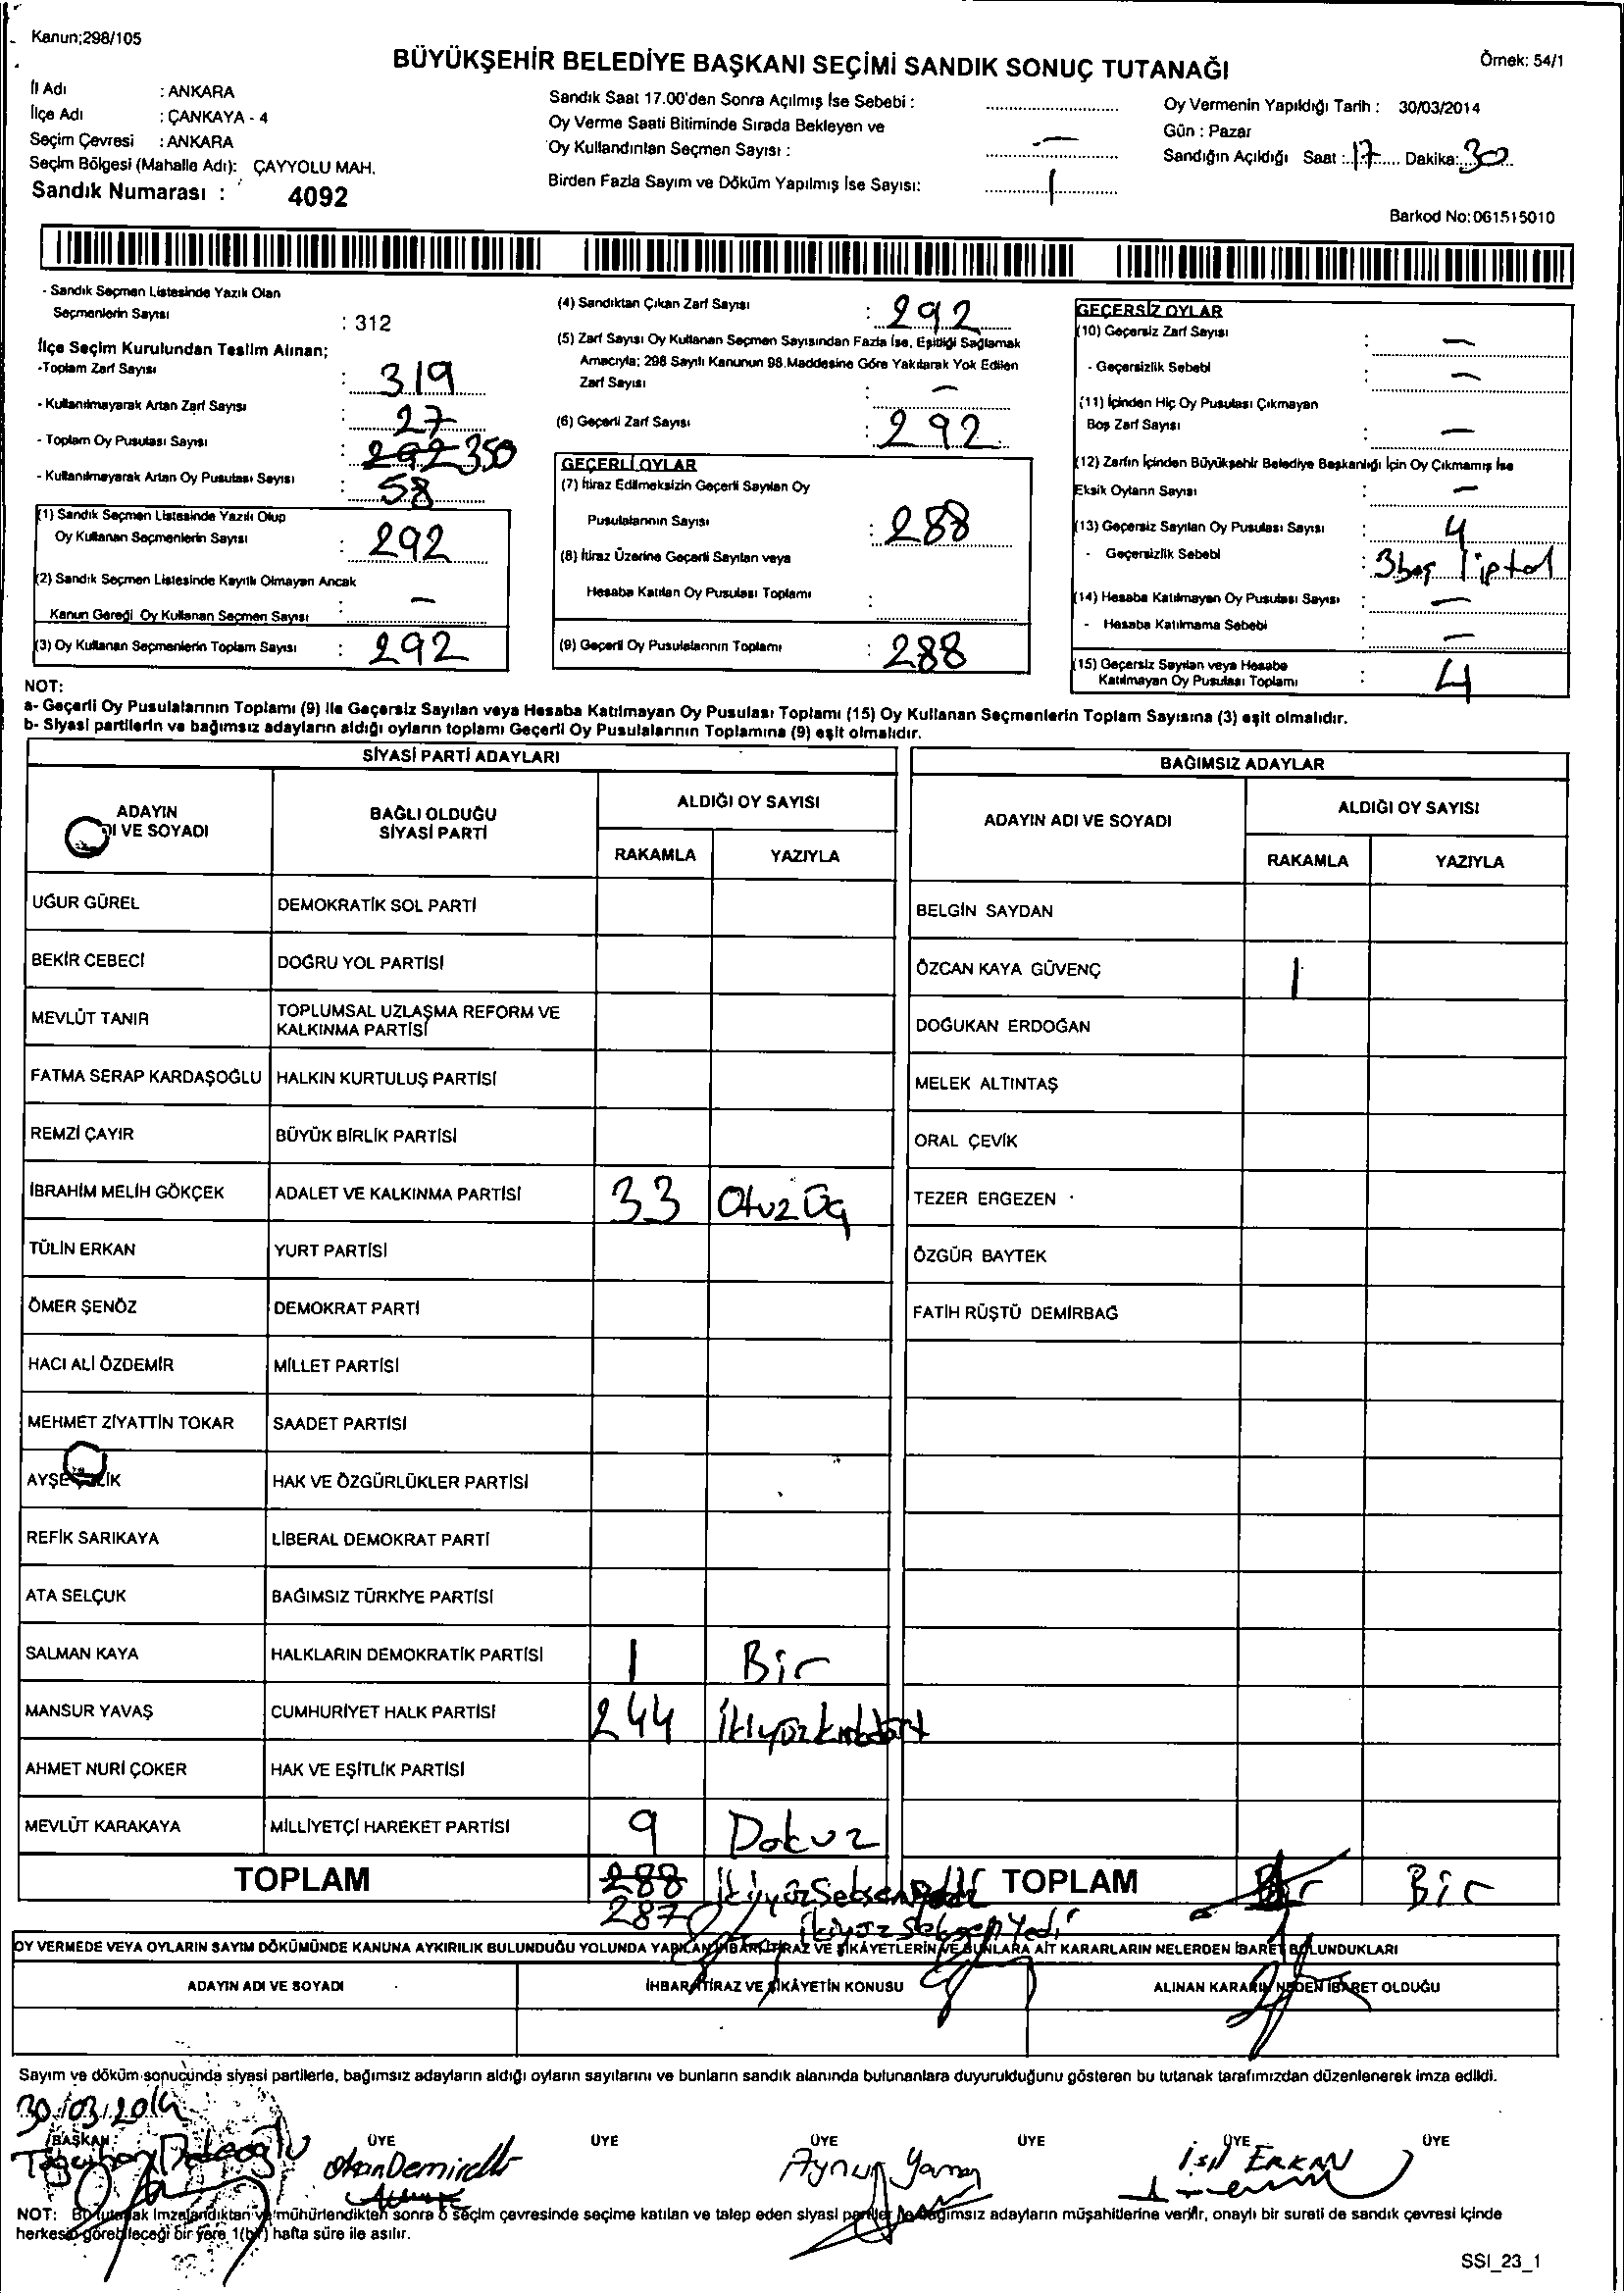 Kanun;298/105
BÜYÜKŞEHİR BELEDİYE BAŞKANI SEÇİMİ SANDIK SONUÇ TUTANAĞI
Örnek: 54/1
İl Adı : ANKARA
İlçe Adı : ÇANKAYA - 4
Seçim Çevresi : ANKARA
Seçim Bölgesi (Mahalle Adı): ÇAYYOLU MAH.
Sandık Numarası : 4092
Sandık Saat 17.00'den Sonra Açılmış İse Sebebi :
Oy Verme Saati Bitiminde Sırada Bekleyen ve
Oy Kullandırılan Seçmen Sayısı : —
Birden Fazla Sayım ve Döküm Yapılmış İse Sayısı: 1
Oy Vermenin Yapıldığı Tarih : 30/03/2014
Gün : Pazar
Sandığın Açıldığı Saat : 17 Dakika: 30
Barkod No:061515010
- Sandık Seçmen Listesinde Yazılı Olan
Seçmenlerin Sayısı : 312
İlçe Seçim Kurulundan Teslim Alınan;
-Toplam Zarf Sayısı : 319
- Kullanılmayarak Artan Zarf Sayısı : 27
- Toplam Oy Pusulası Sayısı : 292 350
- Kullanılmayarak Artan Oy Pusulası Sayısı : 58
(1) Sandık Seçmen Listesinde Yazılı Olup
Oy Kullanan Seçmenlerin Sayısı : 292
(2) Sandık Seçmen Listesinde Kayıtlı Olmayan Ancak
Kanun Gereği Oy Kullanan Seçmen Sayısı : —
(3) Oy Kullanan Seçmenlerin Toplam Sayısı : 292
(4) Sandıktan Çıkan Zarf Sayısı : 292
(5) Zarf Sayısı Oy Kullanan Seçmen Sayısından Fazla İse, Eşitliği Sağlamak
Amacıyla; 298 Sayılı Kanunun 98.Maddesine Göre Yakılarak Yok Edilen
Zarf Sayısı : —
(6) Geçerli Zarf Sayısı : 292
GEÇERLİ OYLAR
(7) İtiraz Edilmeksizin Geçerli Sayılan Oy
Pusulalarının Sayısı : 288
(8) İtiraz Üzerine Geçerli Sayılan veya
Hesaba Katılan Oy Pusulası Toplamı :
(9) Geçerli Oy Pusulalarının Toplamı : 288
GEÇERSİZ OYLAR
(10) Geçersiz Zarf Sayısı : —
- Geçersizlik Sebebi : —
(11) İçinden Hiç Oy Pusulası Çıkmayan
Boş Zarf Sayısı : —
(12) Zarfın İçinden Büyükşehir Belediye Başkanlığı İçin Oy Çıkmamış İse
Eksik Oyların Sayısı : —
(13) Geçersiz Sayılan Oy Pusulası Sayısı : 4
- Geçersizlik Sebebi : 3 boş 1 iptal
(14) Hesaba Katılmayan Oy Pusulası Sayısı : —
- Hesaba Katılmama Sebebi : —
(15) Geçersiz Sayılan veya Hesaba
Katılmayan Oy Pusulası Toplamı : 4
NOT:
a- Geçerli Oy Pusulalarının Toplamı (9) ile Geçersiz Sayılan veya Hesaba Katılmayan Oy Pusulası Toplamı (15) Oy Kullanan Seçmenlerin Toplam Sayısına (3) eşit olmalıdır.
b- Siyasi partilerin ve bağımsız adayların aldığı oyların toplamı Geçerli Oy Pusulalarının Toplamına (9) eşit olmalıdır.
SİYASİ PARTİ ADAYLARI
ADAYIN
DI VE SOYADI
BAĞLI OLDUĞU
SİYASİ PARTİ
ALDIĞI OY SAYISI
RAKAMLA YAZIYLA
UĞUR GÜREL DEMOKRATİK SOL PARTİ
BEKİR CEBECİ DOĞRU YOL PARTİSİ
MEVLÜT TANIR TOPLUMSAL UZLAŞMA REFORM VE
KALKINMA PARTİSİ
FATMA SERAP KARDAŞOĞLU HALKIN KURTULUŞ PARTİSİ
REMZİ ÇAYIR BÜYÜK BİRLİK PARTİSİ
İBRAHİM MELİH GÖKÇEK ADALET VE KALKINMA PARTİSİ 33 Otuz Üç
TÜLİN ERKAN YURT PARTİSİ
ÖMER ŞENÖZ DEMOKRAT PARTİ
HACI ALİ ÖZDEMİR MİLLET PARTİSİ
MEHMET ZİYATTİN TOKAR SAADET PARTİSİ
AYŞE HAK VE ÖZGÜRLÜKLER PARTİSİ
REFİK SARIKAYA LİBERAL DEMOKRAT PARTİ
ATA SELÇUK BAĞIMSIZ TÜRKİYE PARTİSİ
SALMAN KAYA HALKLARIN DEMOKRATİK PARTİSİ 1 Bir
MANSUR YAVAŞ CUMHURİYET HALK PARTİSİ 244 ikiyüzkırkdört
AHMET NURİ ÇOKER HAK VE EŞİTLİK PARTİSİ
MEVLÜT KARAKAYA MİLLİYETÇİ HAREKET PARTİSİ 9 Dokuz
TOPLAM 288
287 ikiyüzseksenyedi
BAĞIMSIZ ADAYLAR
ADAYIN ADI VE SOYADI
ALDIĞI OY SAYISI
RAKAMLA YAZIYLA
BELGİN SAYDAN
ÖZCAN KAYA GÜVENÇ 1
DOĞUKAN ERDOĞAN
MELEK ALTINTAŞ
ORAL ÇEVİK
TEZER ERGEZEN
ÖZGÜR BAYTEK
FATİH RÜŞTÜ DEMİRBAĞ
TOPLAM Bir Bir
OY VERMEDE VEYA OYLARIN SAYIM DÖKÜMÜNDE KANUNA AYKIRILIK BULUNDUĞU YOLUNDA YAPILAN İHBAR, İTİRAZ VE ŞİKÂYETLERİN VE BUNLARA AİT KARARLARIN NELERDEN İBARET BULUNDUKLARI
ADAYIN ADI VE SOYADI
İHBAR İTİRAZ VE ŞİKÂYETİN KONUSU
ALINAN KARARIN NEDEN İBARET OLDUĞU
Sayım ve döküm sonucunda siyasi partilerle, bağımsız adayların aldığı oyların sayılarını ve bunların sandık alanında bulunanlara duyurulduğunu gösteren bu tutanak tarafımızdan düzenlenerek imza edildi.
30/03/2014
BAŞKAN ÜYE ÜYE ÜYE ÜYE ÜYE ÜYE
Aynur Işıl ERKAN
NOT: Bu tutanak imzalandıktan ve mühürlendikten sonra o seçim çevresinde seçime katılan ve talep eden siyasi partiler ile bağımsız adayların müşahitlerine verilir, onaylı bir sureti de sandık çevresi içinde
herkesin görebileceği bir yere 1(bir) hafta süre ile asılır.
SSI_23_1